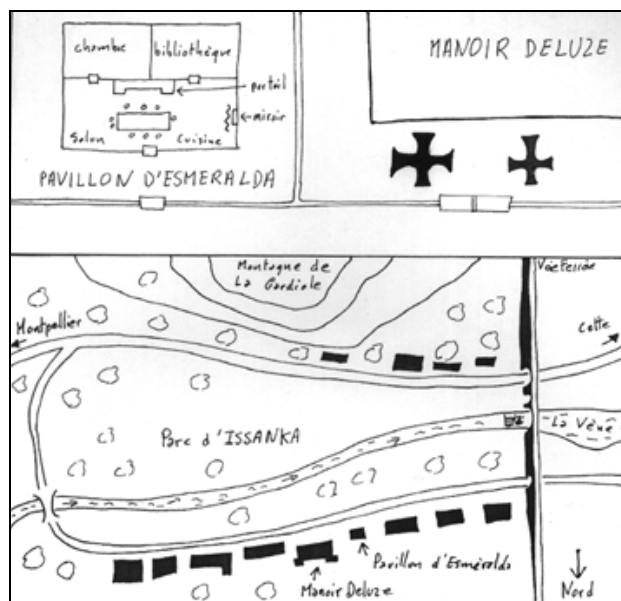 chambre
bibliothèque
MANOIR DELUZE
portail
miroir
Salon
Cuisine
PAVILLON D'ESMERALDA
Montagne de
La Gardiole
Voie Ferrée
Montpellier
Cette
La Vène
Parc d'ISSANKA
Pavillon d'Esméralda
Manoir Deluze
Nord